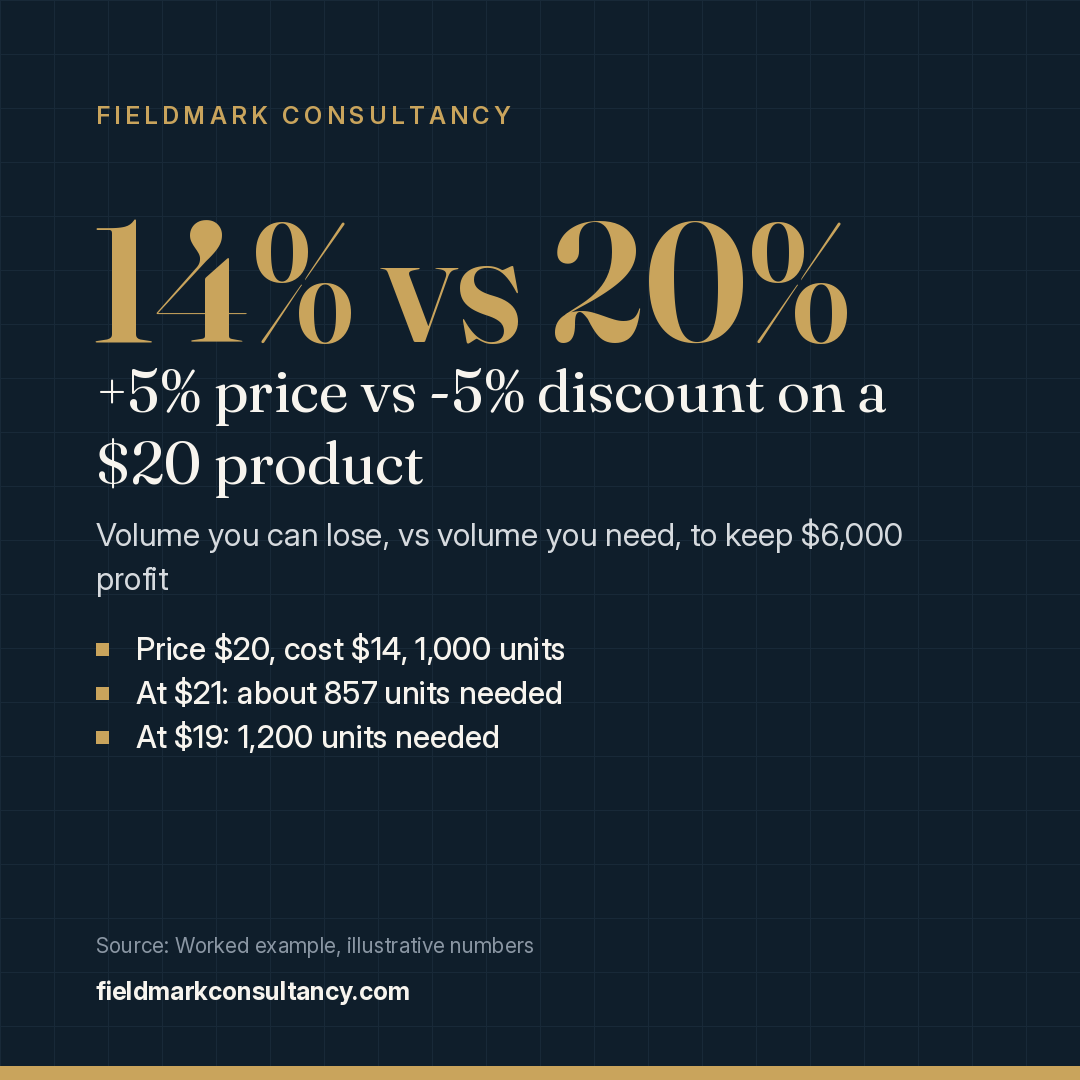 FIELDMARK CONSULTANCY
14% vs 20%
+5% price vs -5% discount on a
$20 product
Volume you can lose, vs volume you need, to keep $6,000
profit
Price $20, cost $14, 1,000 units
At $21: about 857 units needed
At $19: 1,200 units needed
Source: Worked example, illustrative numbers
fieldmarkconsultancy.com